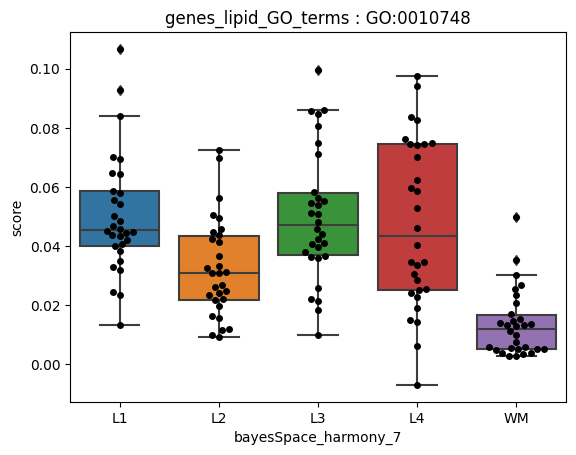 genes_lipid_GO_terms : GO:0010748
0.10
0.08
0.06
0.04
0.02
0.00
score
L1 L2 L3 L4 WM
bayesSpace_harmony_7